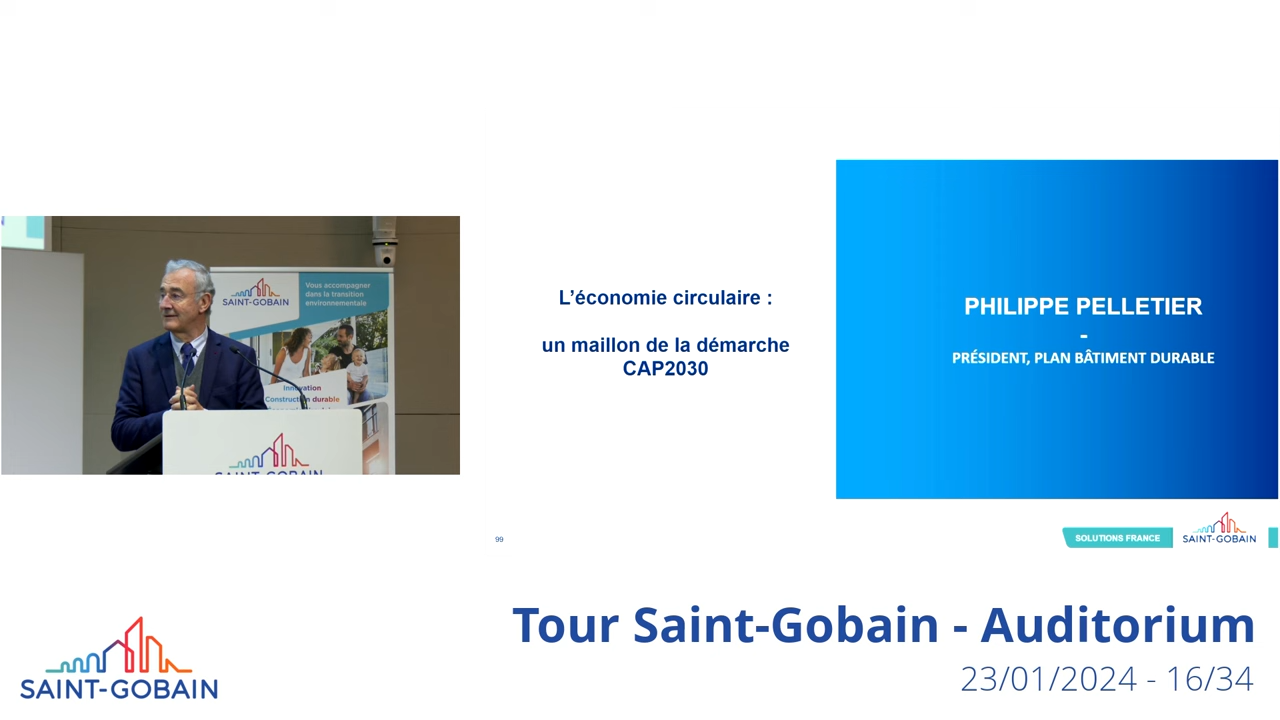 SAINT-GOBAIN
Vous accompagner
dans la transition
environnementale
Innovation
Construction durable
SAINT-GOBAIN
L'économie circulaire :
un maillon de la démarche
CAP2030
99
PHILIPPE PELLETIER
-
PRÉSIDENT, PLAN BÂTIMENT DURABLE
SOLUTIONS FRANCE
SAINT-GOBAIN
SAINT-GOBAIN
Tour Saint-Gobain - Auditorium
23/01/2024 - 16/34